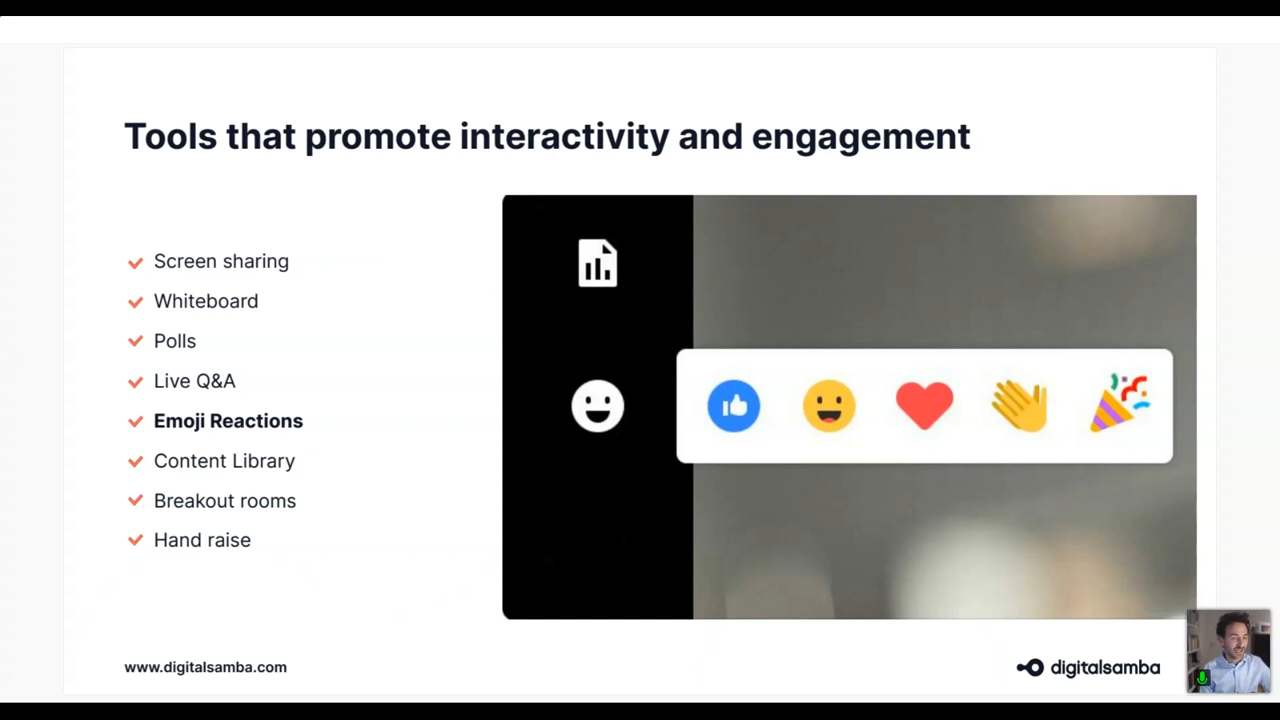 Tools that promote interactivity and engagement
Screen sharing
Whiteboard
Polls
Live Q&A
Emoji Reactions
Content Library
Breakout rooms
Hand raise
www.digitalsamba.com
digitalsamba